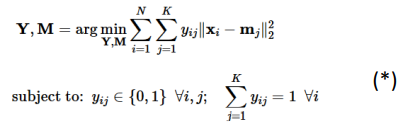 Y, M = arg min_{Y,M} ∑_{i=1}^{N} ∑_{j=1}^{K} y_{ij} ‖x_i − m_j‖_2^2
subject to: y_{ij} ∈ {0, 1} ∀i, j; ∑_{j=1}^{K} y_{ij} = 1 ∀i (*)